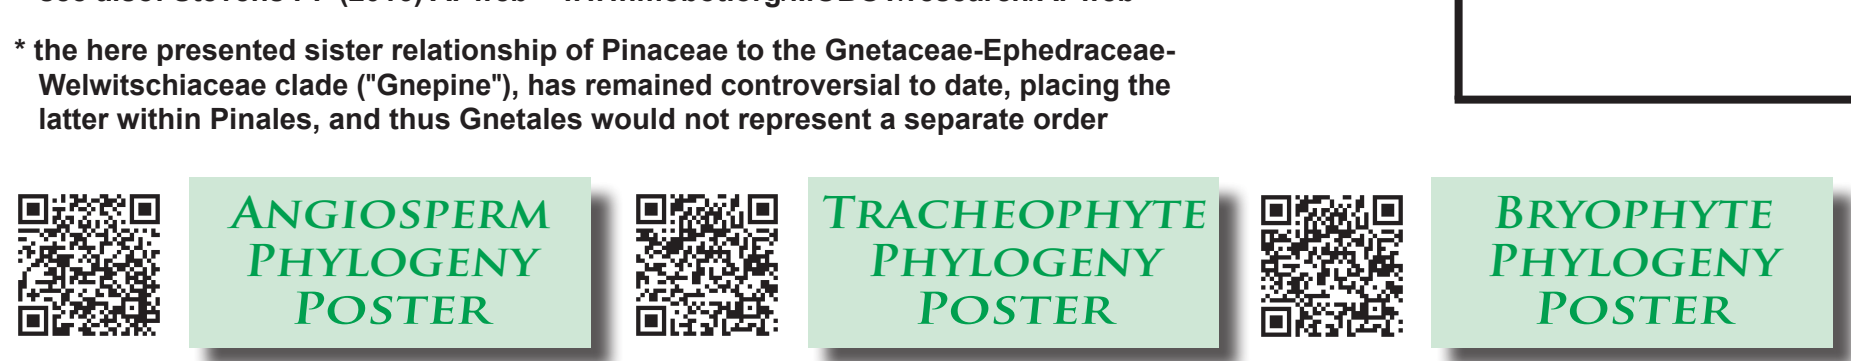 * the here presented sister relationship of Pinaceae to the Gnetaceae-Ephedraceae-
Welwitschiaceae clade ("Gnepine"), has remained controversial to date, placing the
latter within Pinales, and thus Gnetales would not represent a separate order
ANGIOSPERM
PHYLOGENY
POSTER
TRACHEOPHYTE
PHYLOGENY
POSTER
BRYOPHYTE
PHYLOGENY
POSTER